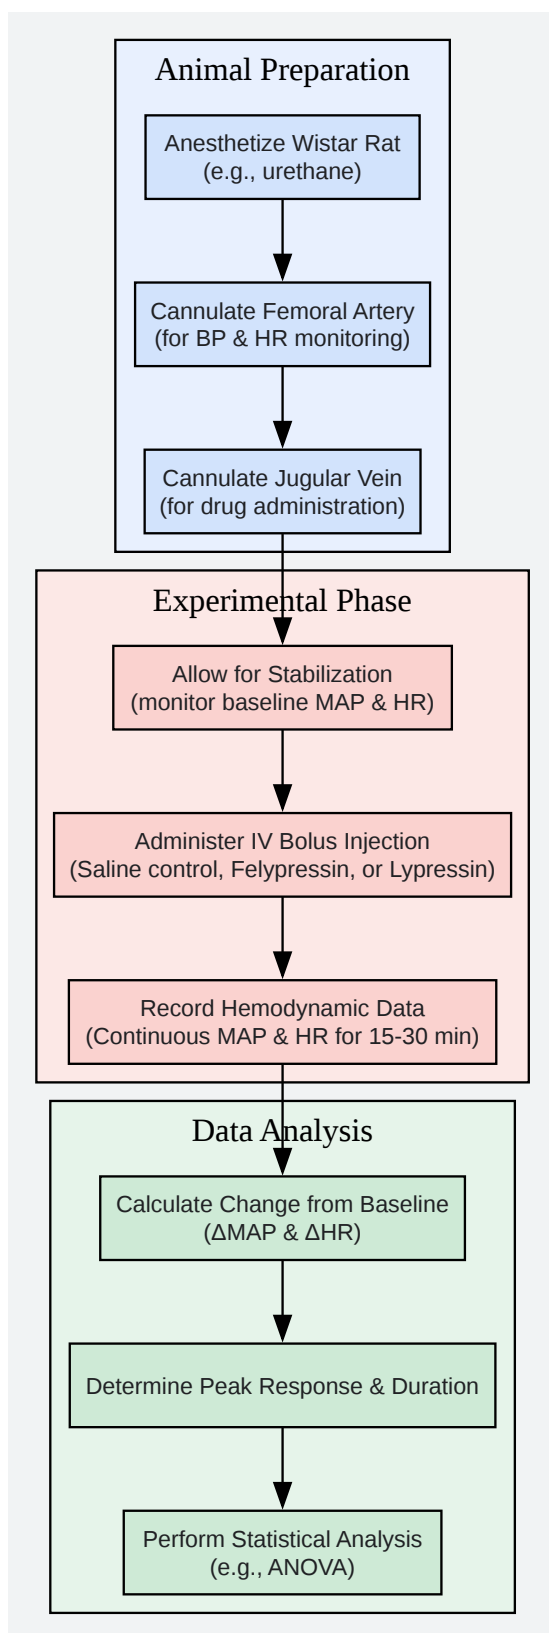 Animal Preparation
Anesthetize Wistar Rat
(e.g., urethane)
Cannulate Femoral Artery
(for BP & HR monitoring)
Cannulate Jugular Vein
(for drug administration)
Experimental Phase
Allow for Stabilization
(monitor baseline MAP & HR)
Administer IV Bolus Injection
(Saline control, Felypressin, or Lypressin)
Record Hemodynamic Data
(Continuous MAP & HR for 15-30 min)
Data Analysis
Calculate Change from Baseline
(ΔMAP & ΔHR)
Determine Peak Response & Duration
Perform Statistical Analysis
(e.g., ANOVA)